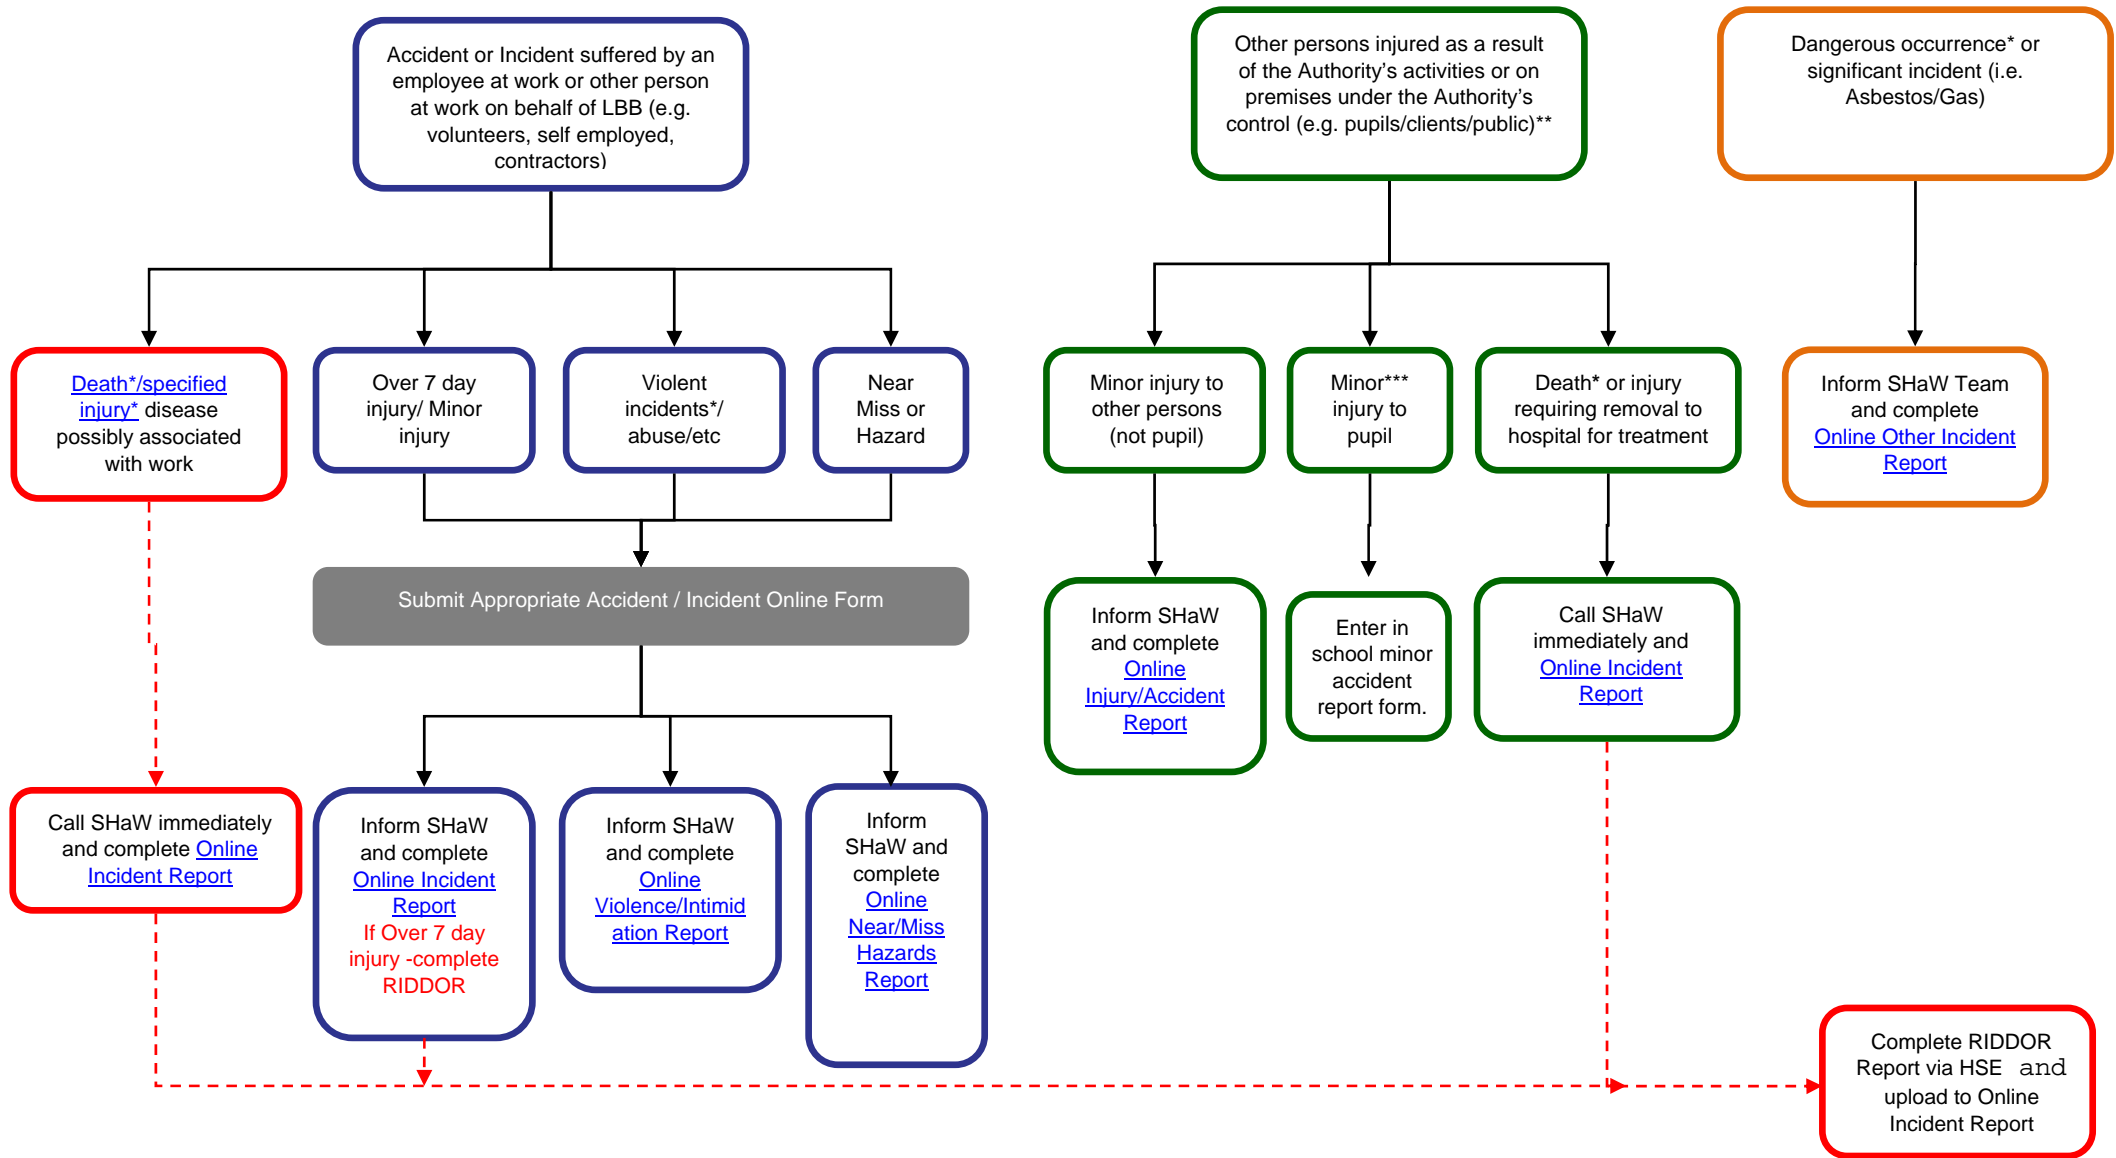 Accident or Incident suffered by an
employee at work or other person
at work on behalf of LBB (e.g.
volunteers, self employed,
contractors)
Other persons injured as a result
of the Authority's activities or on
premises under the Authority's
control (e.g. pupils/clients/public)**
Dangerous occurrence* or
significant incident (i.e.
Asbestos/Gas)
Death*/specified
injury* disease
possibly associated
with work
Over 7 day
injury/ Minor
injury
Violent
incidents*/
abuse/etc
Near
Miss or
Hazard
Minor injury to
other persons
(not pupil)
Minor***
injury to
pupil
Death* or injury
requiring removal to
hospital for treatment
Inform SHaW Team
and complete
Online Other Incident
Report
Submit Appropriate Accident / Incident Online Form
Inform SHaW
and complete
Online
Injury/Accident
Report
Enter in
school minor
accident
report form.
Call SHaW
immediately and
Online Incident
Report
Call SHaW immediately
and complete Online
Incident Report
Inform SHaW
and complete
Online Incident
Report
If Over 7 day
injury -complete
RIDDOR
Inform SHaW
and complete
Online
Violence/Intimid
ation Report
Inform
SHaW and
complete
Online
Near/Miss
Hazards
Report
Complete RIDDOR
Report via HSE and
upload to Online
Incident Report